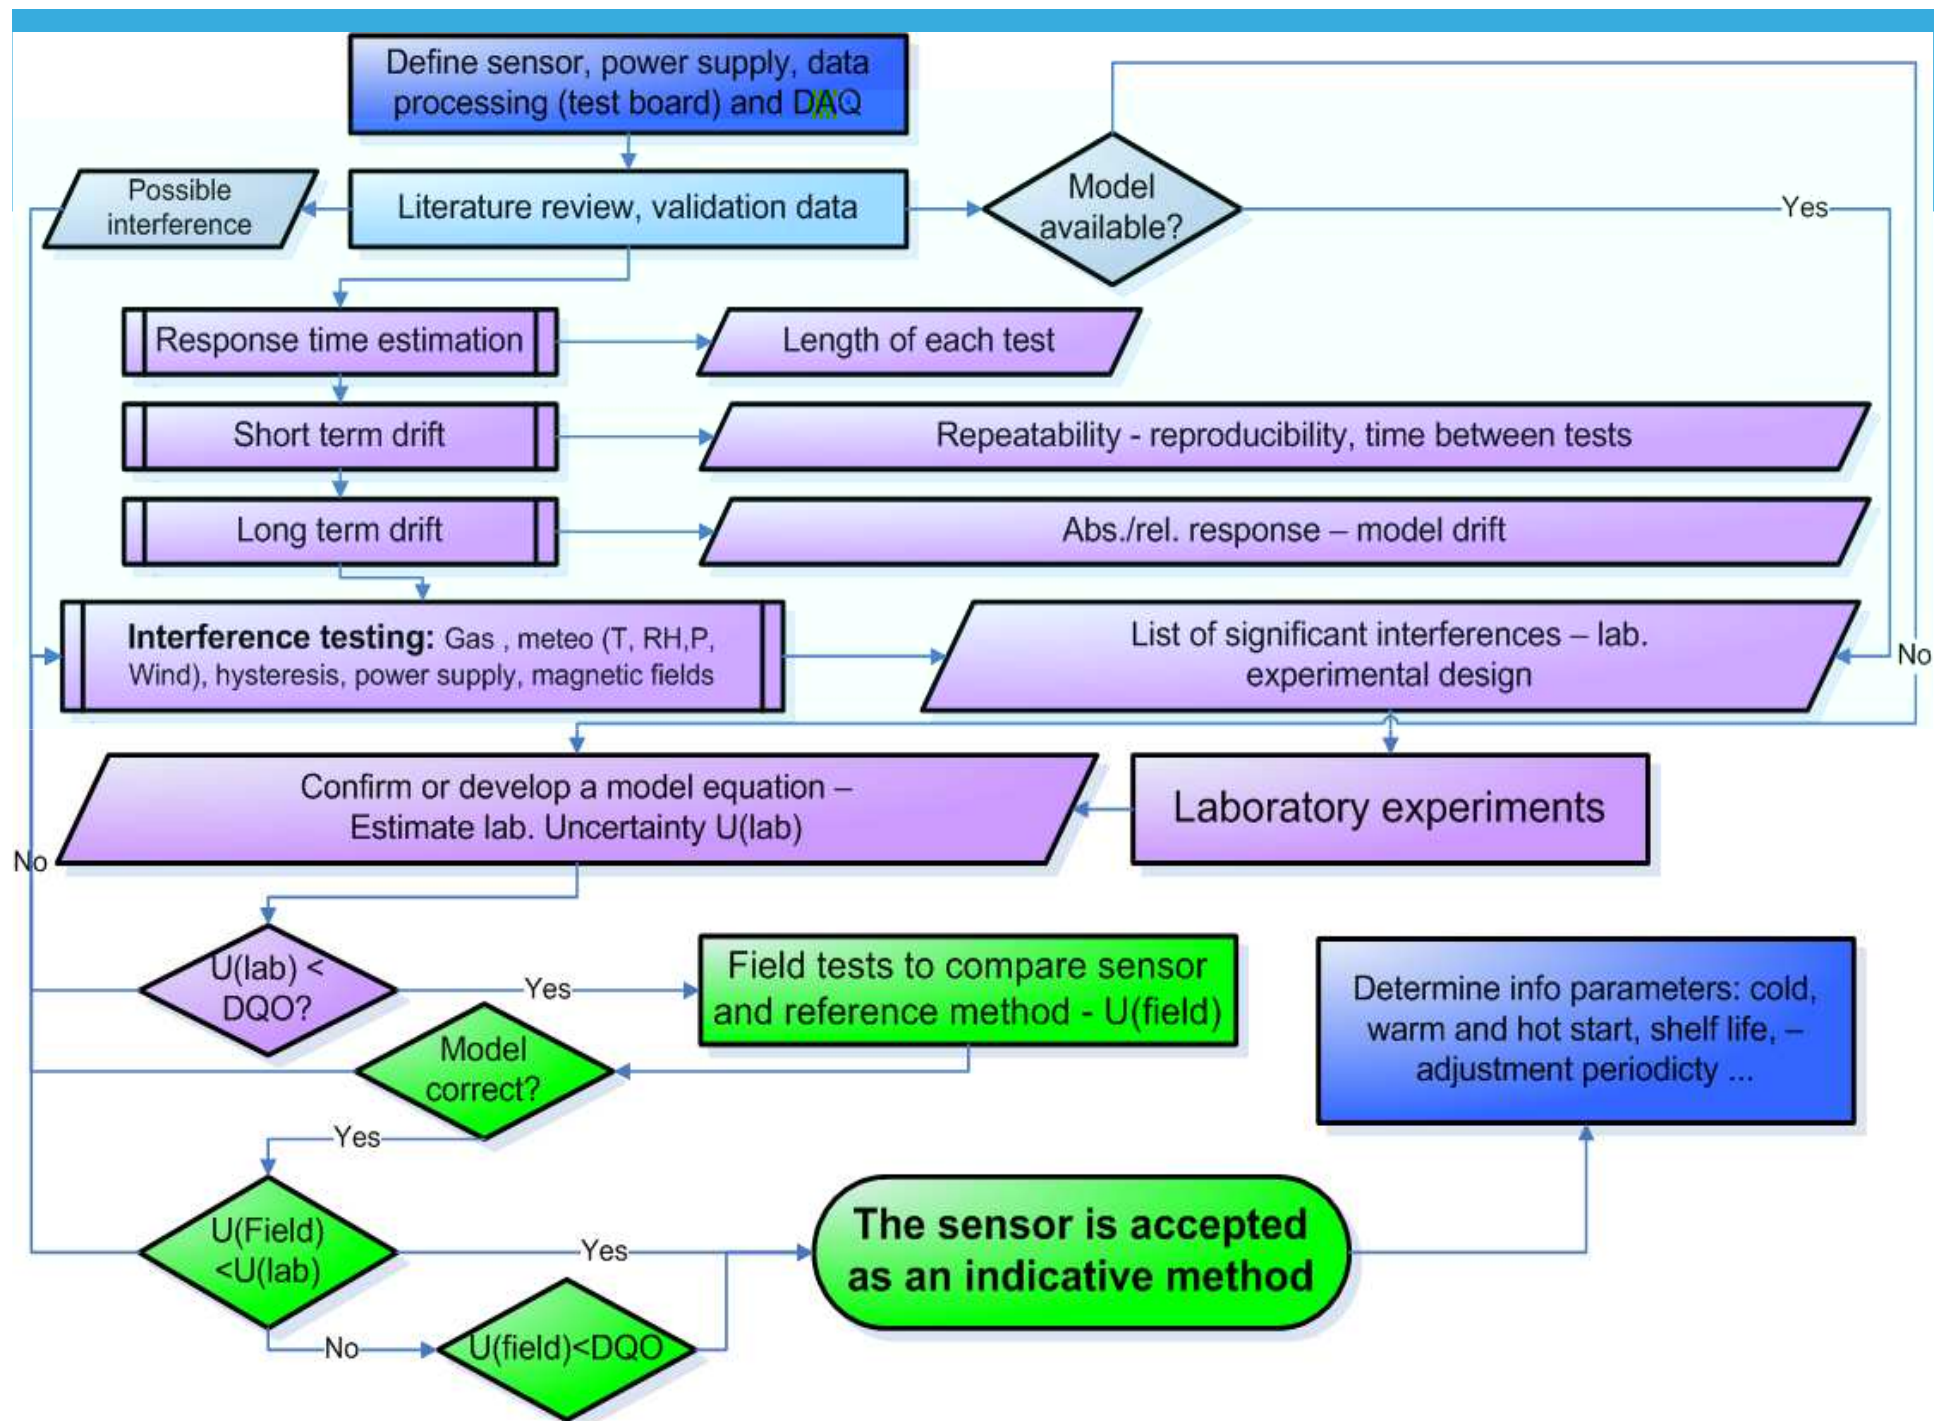 Define sensor, power supply, data
processing (test board) and DAQ
Possible
interference
Literature review, validation data
Model
available?
Yes
Response time estimation
Length of each test
Short term drift
Repeatability - reproducibility, time between tests
Long term drift
Abs./rel. response – model drift
Interference testing: Gas , meteo (T, RH,P,
Wind), hysteresis, power supply, magnetic fields
List of significant interferences – lab.
experimental design
No
Confirm or develop a model equation –
Estimate lab. Uncertainty U(lab)
Laboratory experiments
No
U(lab) <
DQO?
Yes
Field tests to compare sensor
and reference method - U(field)
Determine info parameters: cold,
warm and hot start, shelf life, –
adjustment periodicty ...
Model
correct?
Yes
U(Field)
<U(lab)
Yes
The sensor is accepted
as an indicative method
No
U(field)<DQO